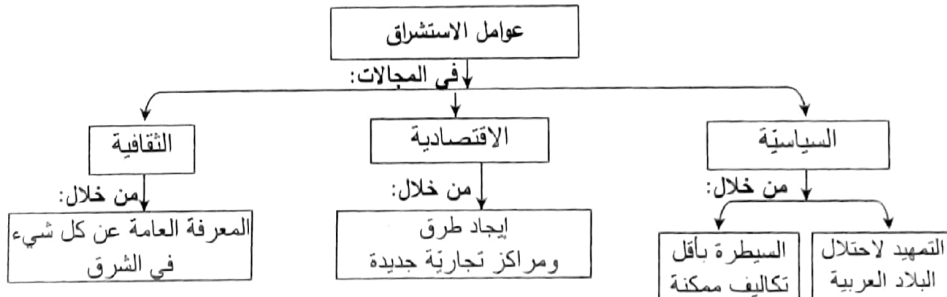 عوامل الاستشراق
في المجالات:
السياسيّة
الاقتصادية
الثقافية
من خلال:
من خلال:
من خلال:
التمهيد لاحتلال
البلاد العربية
السيطرة بأقل
تكاليف ممكنة
إيجاد طرق
ومراكز تجاريّة جديدة
المعرفة العامة عن كل شيء
في الشرق